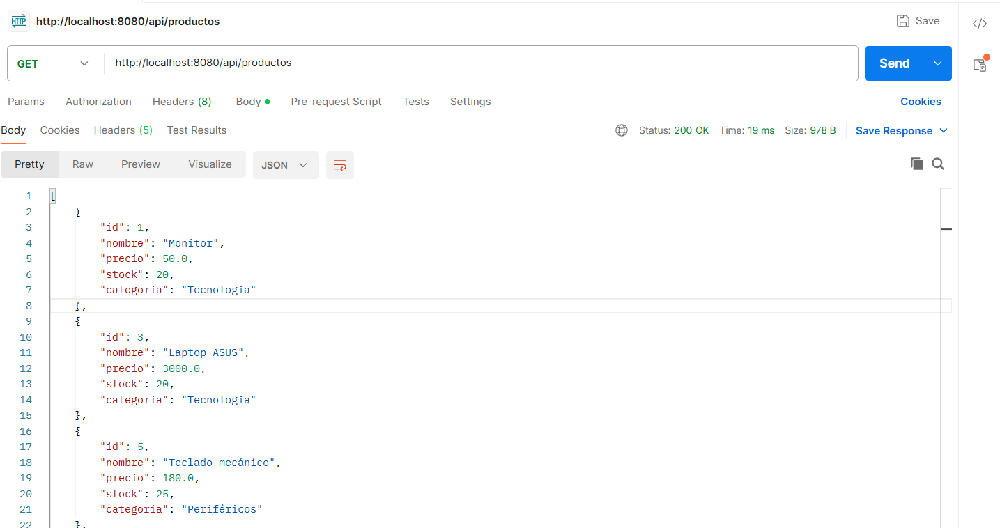 HTTP http://localhost:8080/api/productos Save
GET http://localhost:8080/api/productos Send
Params Authorization Headers (8) Body Pre-request Script Tests Settings Cookies
Body Cookies Headers (5) Test Results Status: 200 OK Time: 19 ms Size: 978 B Save Response
Pretty Raw Preview Visualize JSON
1 [
2 {
3 "id": 1,
4 "nombre": "Monitor",
5 "precio": 50.0,
6 "stock": 20,
7 "categoria": "Tecnologia"
8 },
9 {
10 "id": 3,
11 "nombre": "Laptop ASUS",
12 "precio": 3000.0,
13 "stock": 20,
14 "categoria": "Tecnologia"
15 },
16 {
17 "id": 5,
18 "nombre": "Teclado mecánico",
19 "precio": 180.0,
20 "stock": 25,
21 "categoria": "Periféricos"
22 },